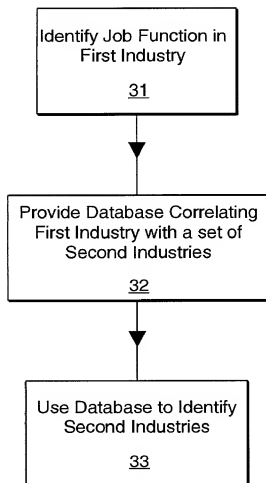 Identify Job Function in
First Industry
31
Provide Database Correlating
First Industry with a set of
Second Industries
32
Use Database to Identify
Second Industries
33